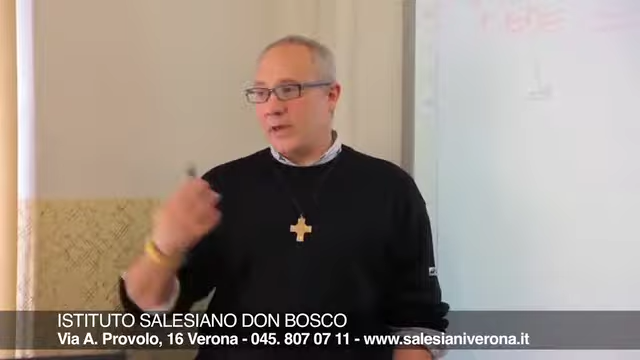 ISTITUTO SALESIANO DON BOSCO
Via A. Provolo, 16 Verona - 045. 807 07 11 - www.salesianiverona.it